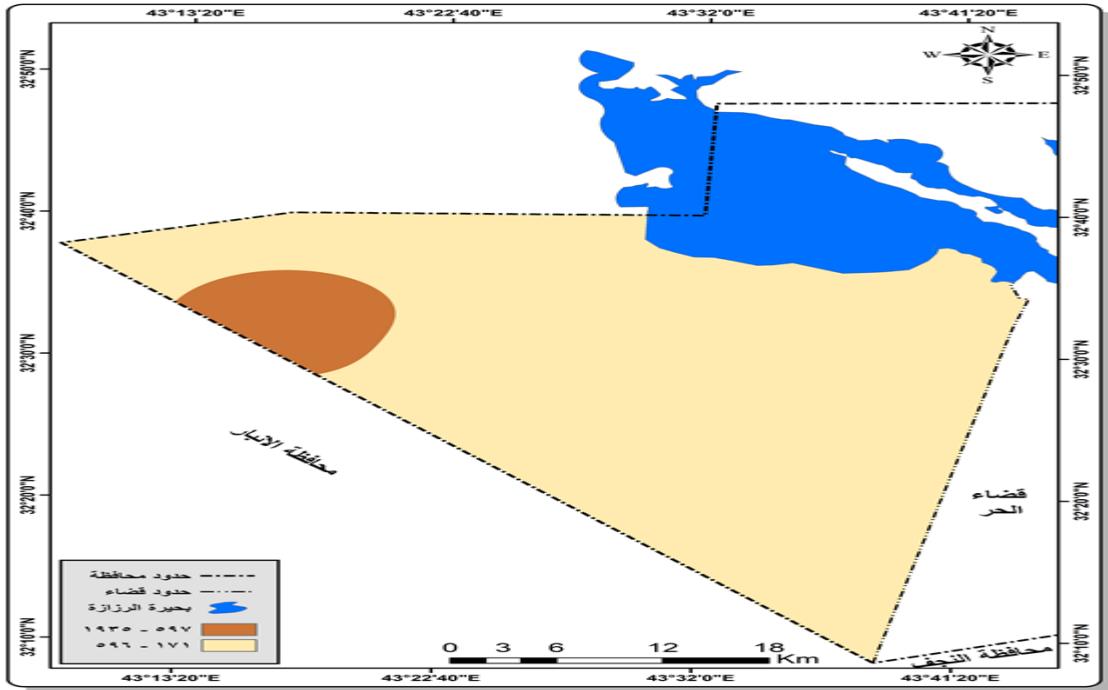 43°13'20"E 43°22'40"E 43°32'0"E 43°41'20"E
N
W E
S
32°50'0"N 32°50'0"N
32°40'0"N 32°40'0"N
32°30'0"N 32°30'0"N
محافظة الانبار
32°20'0"N 32°20'0"N
قضاء
الحر
حدود محافظة
حدود قضاء
بحيرة الرزازة
٥٩٧ - ١٩٣٥
١٧١ - ٥٩٦
32°10'0"N 32°10'0"N
0 3 6 12 18
Km
محافظة النجف
43°13'20"E 43°22'40"E 43°32'0"E 43°41'20"E